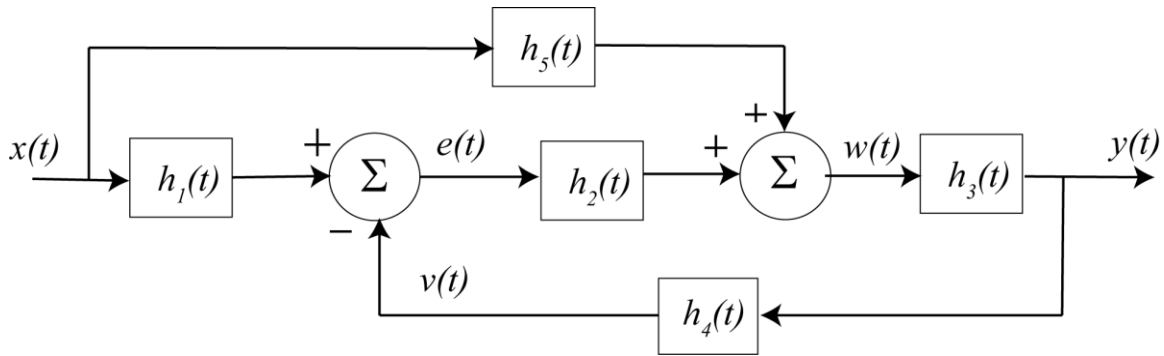 h₅(t)
+
x(t)
h₁(t)
+
Σ
e(t)
h₂(t)
+
Σ
w(t)
h₃(t)
y(t)
−
v(t)
h₄(t)